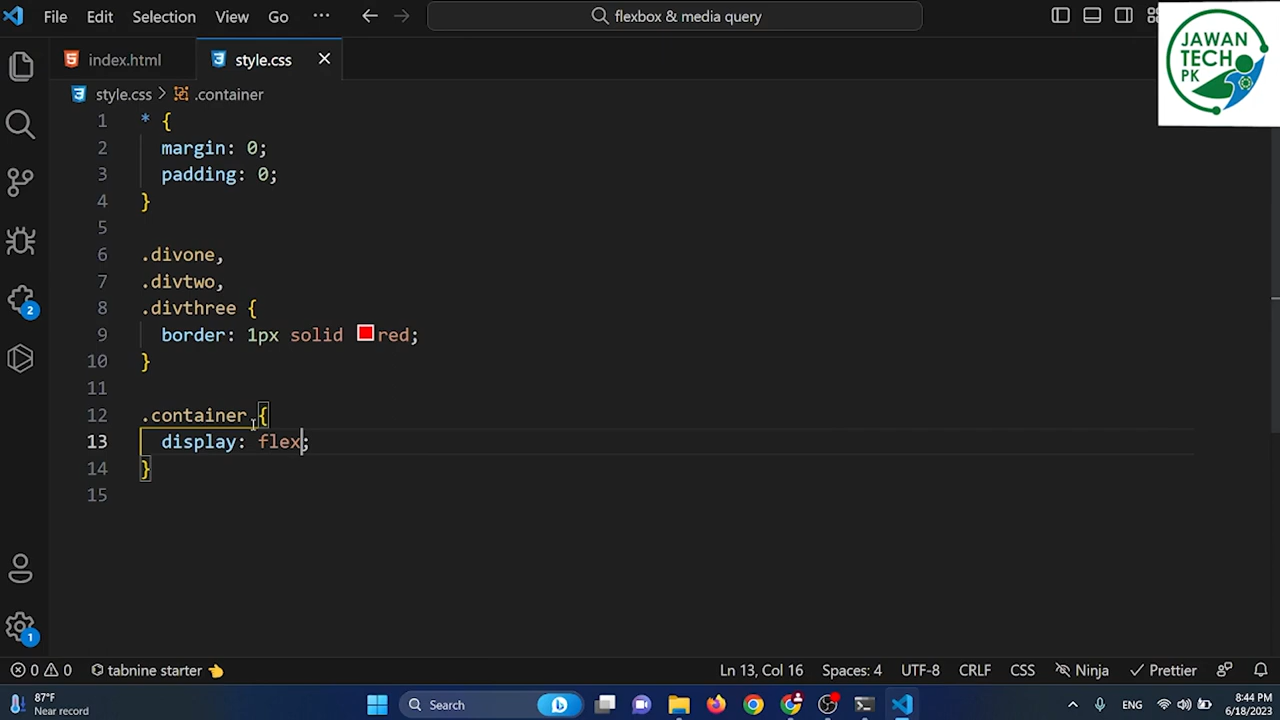 File Edit Selection View Go ··· flexbox & media query
JAWAN
TECH
PK
index.html style.css
style.css > .container
1 * {
2 margin: 0;
3 padding: 0;
4 }
5
6 .divone,
7 .divtwo,
8 .divthree {
9 border: 1px solid red;
10 }
11
12 .container {
13 display: flex;
14 }
15
2
1
0 0 tabnine starter Ln 13, Col 16 Spaces: 4 UTF-8 CRLF CSS Ninja Prettier
87°F
Near record
Search
ENG
8:44 PM
6/18/2023